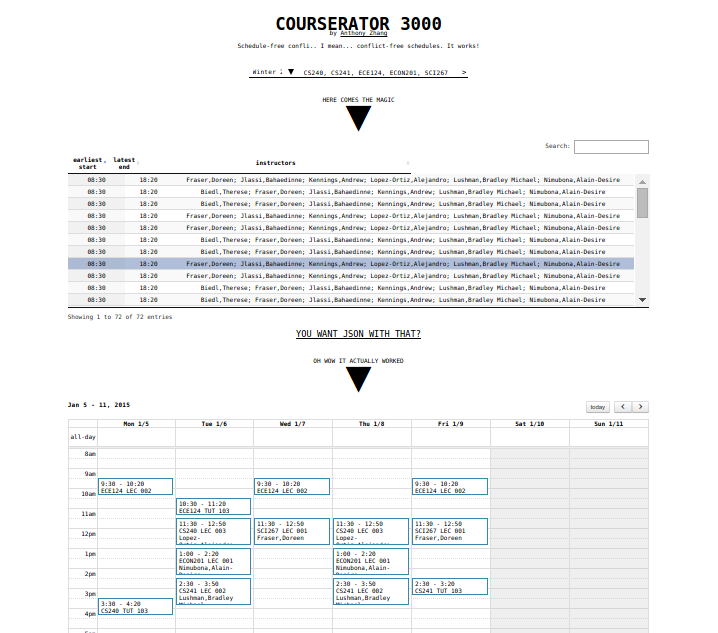 COURSERATOR 3000
by Anthony Zhang
Schedule-free confli.. I mean... conflict-free schedules. It works!
Winter
CS240, CS241, ECE124, ECON201, SCI267 >
HERE COMES THE MAGIC
Search:
earliest start latest end instructors
08:30 18:20 Fraser,Doreen; Jlassi,Bahaedinne; Kennings,Andrew; Lopez-Ortiz,Alejandro; Lushman,Bradley Michael; Nimubona,Alain-Desire
08:30 18:20 Biedl,Therese; Fraser,Doreen; Jlassi,Bahaedinne; Kennings,Andrew; Lushman,Bradley Michael; Nimubona,Alain-Desire
08:30 18:20 Biedl,Therese; Fraser,Doreen; Jlassi,Bahaedinne; Kennings,Andrew; Lushman,Bradley Michael; Nimubona,Alain-Desire
08:30 18:20 Fraser,Doreen; Jlassi,Bahaedinne; Kennings,Andrew; Lopez-Ortiz,Alejandro; Lushman,Bradley Michael; Nimubona,Alain-Desire
08:30 18:20 Fraser,Doreen; Jlassi,Bahaedinne; Kennings,Andrew; Lopez-Ortiz,Alejandro; Lushman,Bradley Michael; Nimubona,Alain-Desire
08:30 18:20 Biedl,Therese; Fraser,Doreen; Jlassi,Bahaedinne; Kennings,Andrew; Lushman,Bradley Michael; Nimubona,Alain-Desire
08:30 18:20 Biedl,Therese; Fraser,Doreen; Jlassi,Bahaedinne; Kennings,Andrew; Lushman,Bradley Michael; Nimubona,Alain-Desire
08:30 18:20 Fraser,Doreen; Jlassi,Bahaedinne; Kennings,Andrew; Lopez-Ortiz,Alejandro; Lushman,Bradley Michael; Nimubona,Alain-Desire
08:30 18:20 Fraser,Doreen; Jlassi,Bahaedinne; Kennings,Andrew; Lopez-Ortiz,Alejandro; Lushman,Bradley Michael; Nimubona,Alain-Desire
08:30 18:20 Biedl,Therese; Fraser,Doreen; Jlassi,Bahaedinne; Kennings,Andrew; Lushman,Bradley Michael; Nimubona,Alain-Desire
08:30 18:20 Biedl,Therese; Fraser,Doreen; Jlassi,Bahaedinne; Kennings,Andrew; Lushman,Bradley Michael; Nimubona,Alain-Desire
Showing 1 to 72 of 72 entries
YOU WANT JSON WITH THAT?
OH WOW IT ACTUALLY WORKED
Jan 5 - 11, 2015
today
Mon 1/5 Tue 1/6 Wed 1/7 Thu 1/8 Fri 1/9 Sat 1/10 Sun 1/11
all-day
8am
9am
9:30 - 10:20 9:30 - 10:20 9:30 - 10:20
ECE124 LEC 002 ECE124 LEC 002 ECE124 LEC 002
10am
10:30 - 11:20
ECE124 TUT 103
11am
11:30 - 12:50 11:30 - 12:50 11:30 - 12:50 11:30 - 12:50
CS240 LEC 003 SCI267 LEC 001 CS240 LEC 003 SCI267 LEC 001
Lopez- Fraser,Doreen Lopez- Fraser,Doreen
12pm
1pm
1:00 - 2:20 1:00 - 2:20
ECON201 LEC 001 ECON201 LEC 001
Nimubona,Alain- Nimubona,Alain-
2pm
2:30 - 3:50 2:30 - 3:50 2:30 - 3:20
CS241 LEC 002 CS241 LEC 002 CS241 TUT 103
Lushman,Bradley Lushman,Bradley
3pm
3:30 - 4:20
CS240 TUT 103
4pm